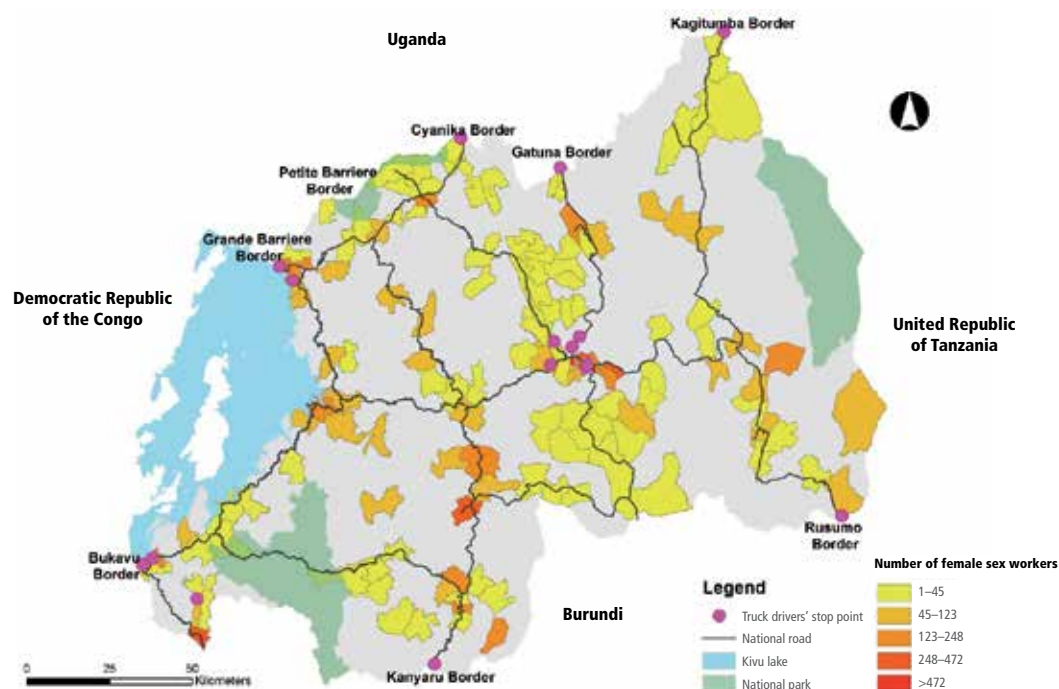 Kagitumba Border
Uganda
Cyanika Border
Gatuna Border
Petite Barriere
Border
Grande Barriere
Border
Democratic Republic
of the Congo
United Republic
of Tanzania
Rusumo
Border
Bukavu
Border
Burundi
Kanyaru Border
0 25 50
Kilometers
Legend
Truck drivers' stop point
National road
Kivu lake
National park
Number of female sex workers
1–45
45–123
123–248
248–472
>472